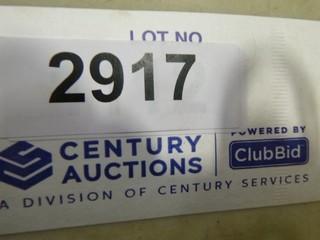 LOT NO
2917
CENTURY AUCTIONS
POWERED BY
ClubBid
A DIVISION OF CENTURY SERVICES